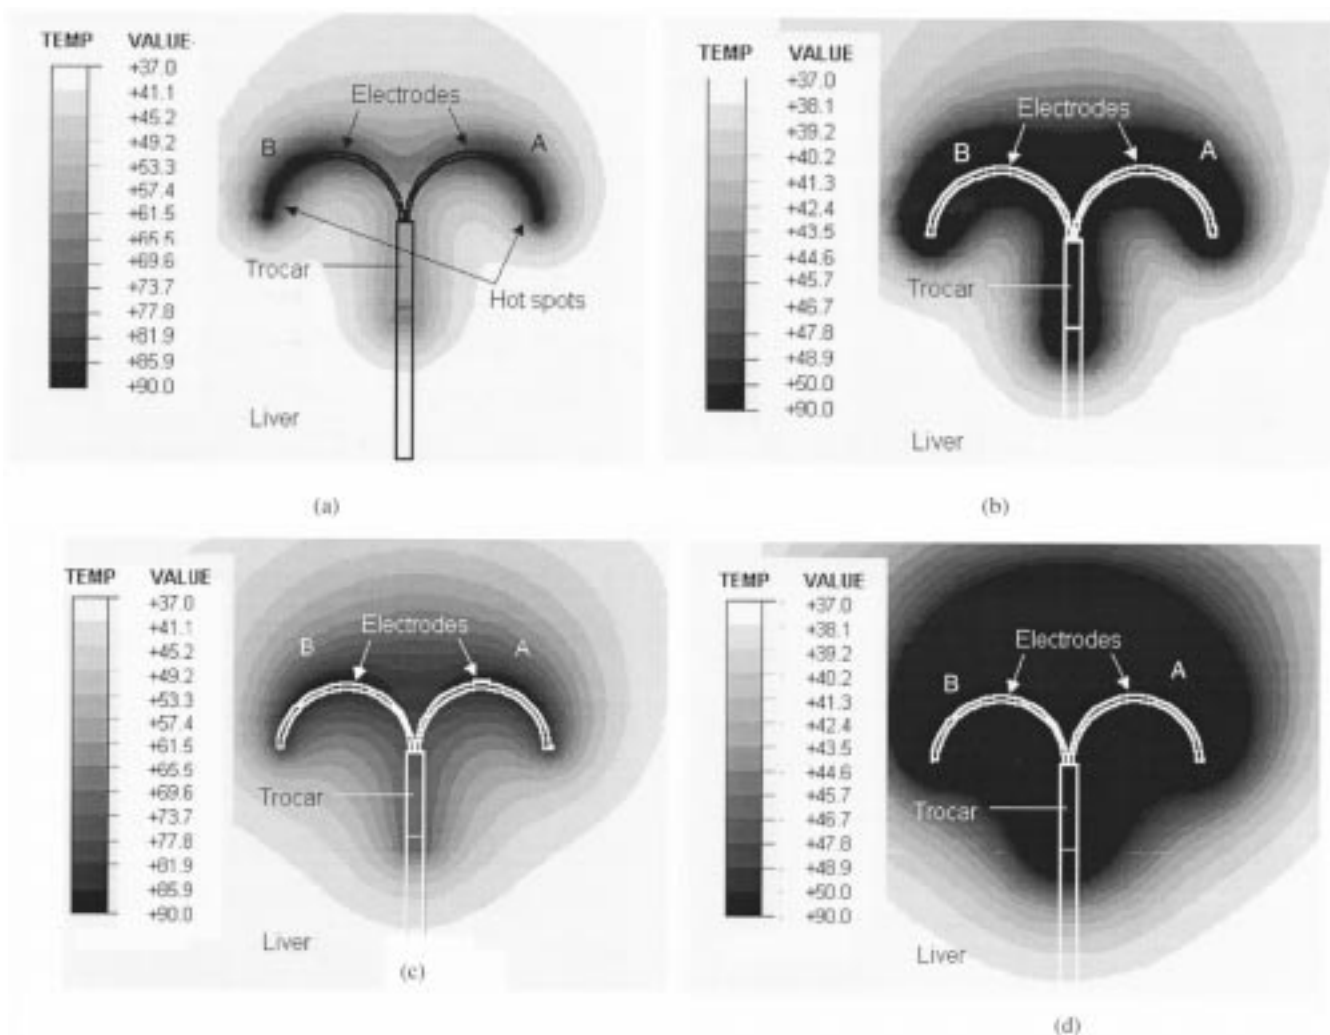 TEMP VALUE
+37.0
+41.1
+45.2
+49.2
+53.3
+57.4
+61.5
+65.5
+69.6
+73.7
+77.8
+81.9
+85.9
+90.0
Electrodes
B
A
Trocar
Hot spots
Liver
(a)
TEMP VALUE
+37.0
+38.1
+39.2
+40.2
+41.3
+42.4
+43.5
+44.6
+45.7
+46.7
+47.8
+48.9
+50.0
+90.0
Electrodes
B
A
Trocar
Liver
(b)
TEMP VALUE
+37.0
+41.1
+45.2
+49.2
+53.3
+57.4
+61.5
+65.5
+69.6
+73.7
+77.8
+81.9
+85.9
+90.0
Electrodes
B
A
Trocar
Liver
(c)
TEMP VALUE
+37.0
+38.1
+39.2
+40.2
+41.3
+42.4
+43.5
+44.6
+45.7
+46.7
+47.8
+48.9
+50.0
+90.0
Electrodes
B
A
Trocar
Liver
(d)